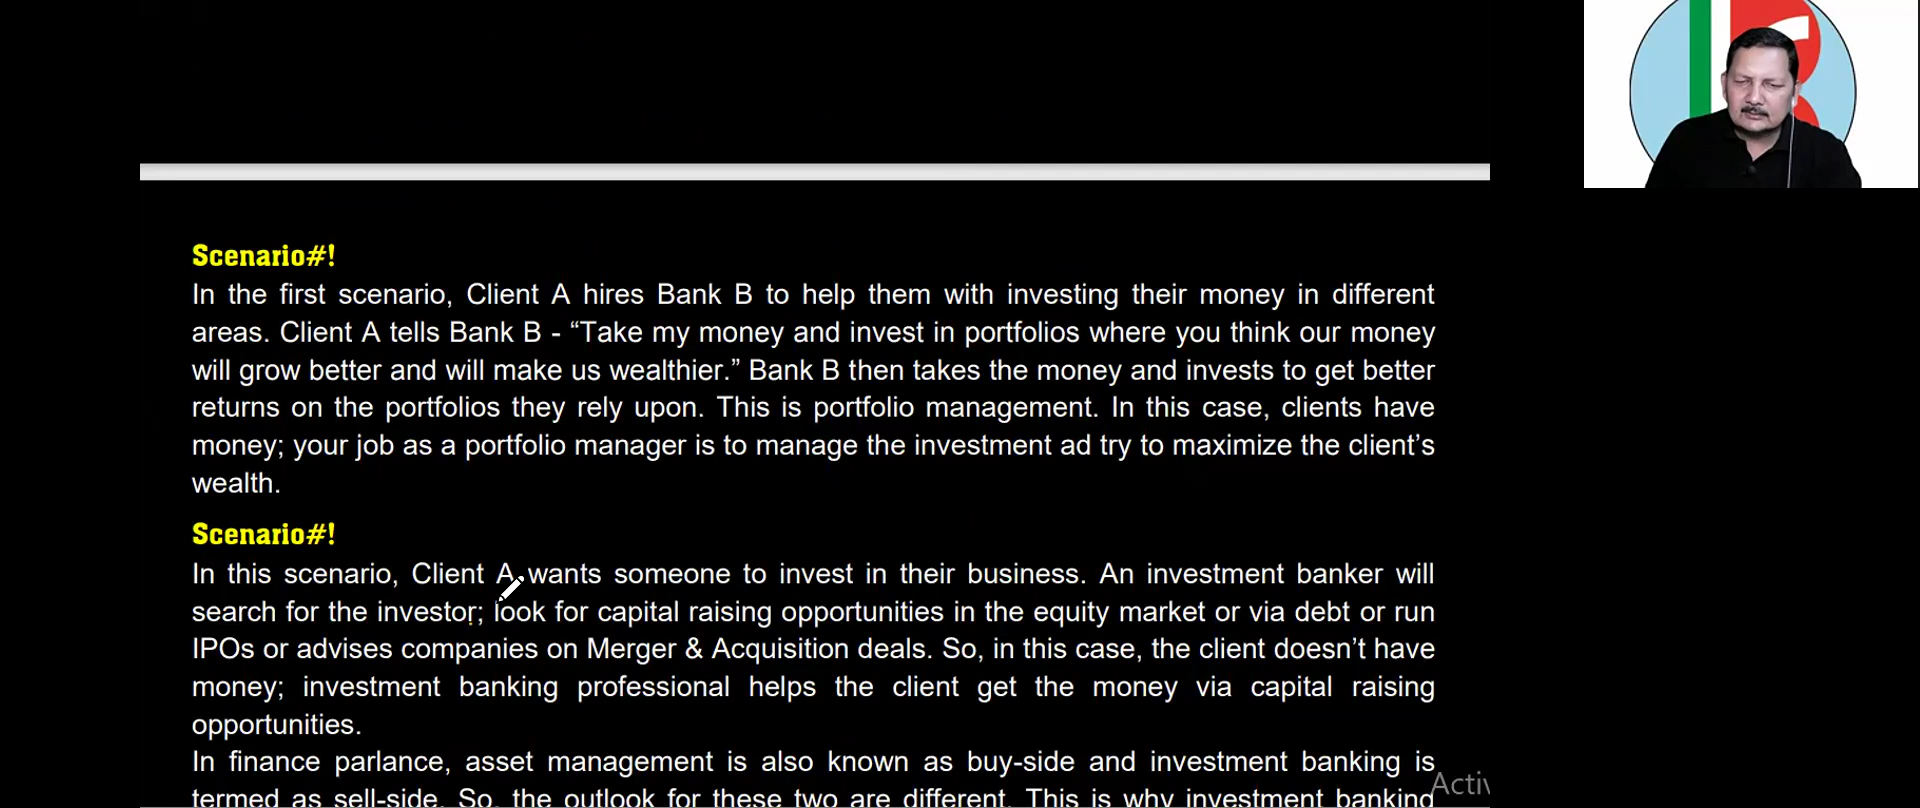 Scenario#!
In the first scenario, Client A hires Bank B to help them with investing their money in different
areas. Client A tells Bank B - “Take my money and invest in portfolios where you think our money
will grow better and will make us wealthier.” Bank B then takes the money and invests to get better
returns on the portfolios they rely upon. This is portfolio management. In this case, clients have
money; your job as a portfolio manager is to manage the investment ad try to maximize the client’s
wealth.
Scenario#!
In this scenario, Client A wants someone to invest in their business. An investment banker will
search for the investor; look for capital raising opportunities in the equity market or via debt or run
IPOs or advises companies on Merger & Acquisition deals. So, in this case, the client doesn’t have
money; investment banking professional helps the client get the money via capital raising
opportunities.
In finance parlance, asset management is also known as buy-side and investment banking is
termed as sell-side. So, the outlook for these two are different. This is why investment banking
Activ